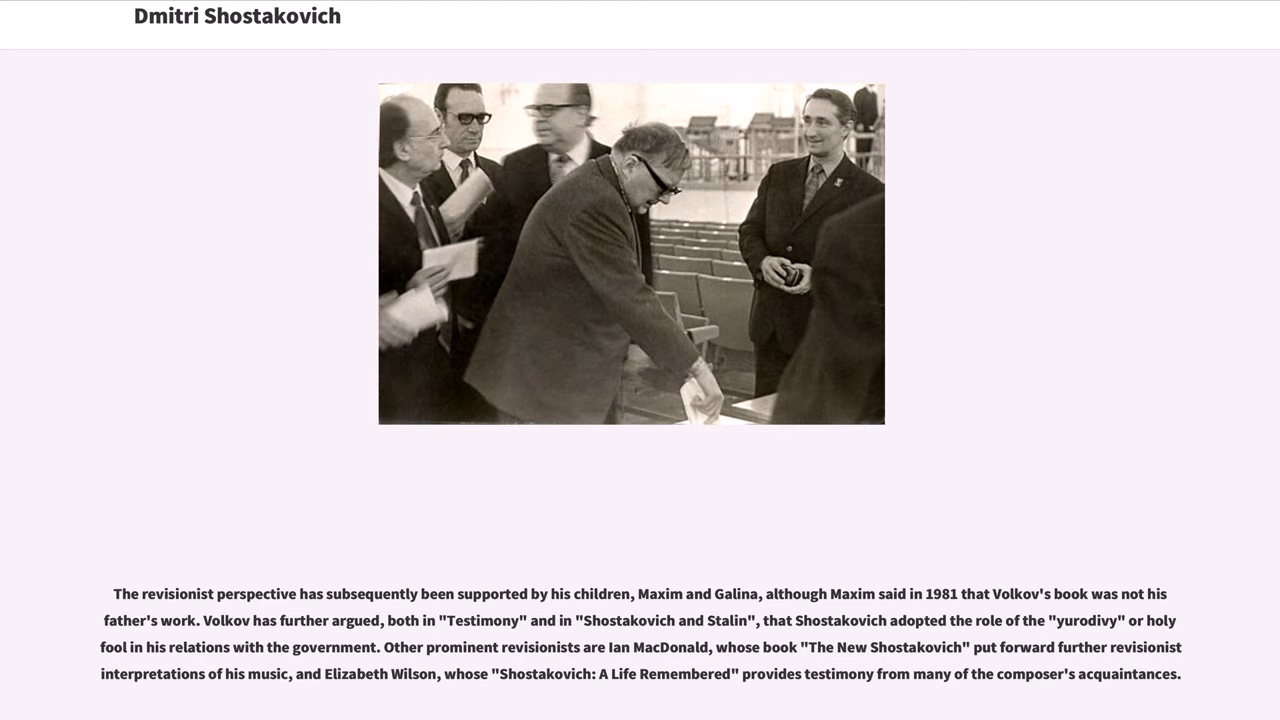 Dmitri Shostakovich
The revisionist perspective has subsequently been supported by his children, Maxim and Galina, although Maxim said in 1981 that Volkov's book was not his
father's work. Volkov has further argued, both in "Testimony" and in "Shostakovich and Stalin", that Shostakovich adopted the role of the "yurodivy" or holy
fool in his relations with the government. Other prominent revisionists are Ian MacDonald, whose book "The New Shostakovich" put forward further revisionist
interpretations of his music, and Elizabeth Wilson, whose "Shostakovich: A Life Remembered" provides testimony from many of the composer's acquaintances.